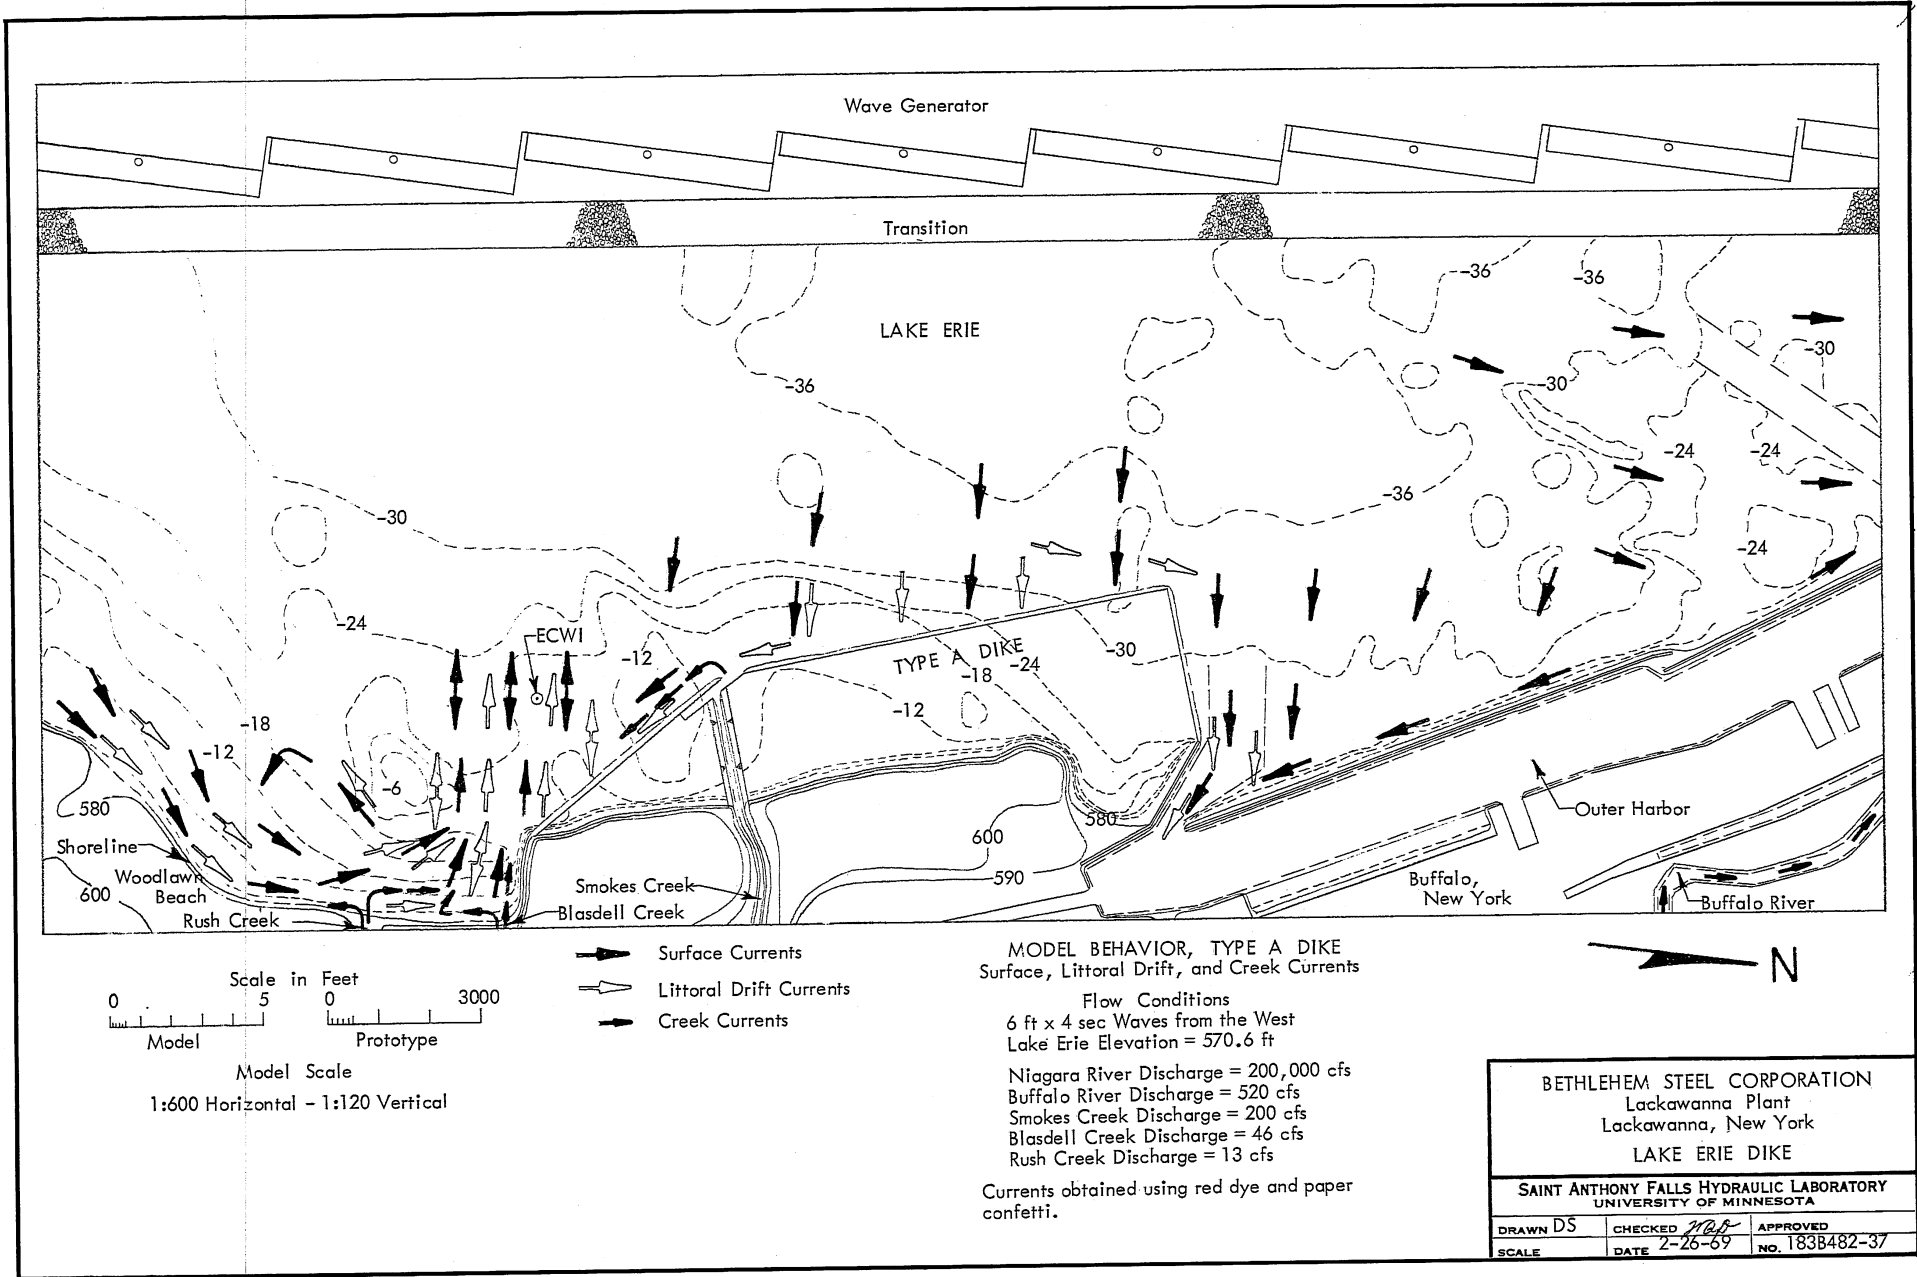 Wave Generator
Transition
LAKE ERIE
-36
-36
-36
-30
-30
-24
-24
-36
-30
-24
-24
ECWI
-12
TYPE A DIKE
-24
-18
-30
-12
-18
-12
-6
580
Shoreline
Woodlawn
Beach
600
Rush Creek
Smokes Creek
Blasdell Creek
580
600
590
Outer Harbor
Buffalo,
New York
Buffalo River
N
Surface Currents
Littoral Drift Currents
Creek Currents
Scale in Feet
0 5 0 3000
Model Prototype
Model Scale
1:600 Horizontal - 1:120 Vertical
MODEL BEHAVIOR, TYPE A DIKE
Surface, Littoral Drift, and Creek Currents
Flow Conditions
6 ft x 4 sec Waves from the West
Lake Erie Elevation = 570.6 ft
Niagara River Discharge = 200,000 cfs
Buffalo River Discharge = 520 cfs
Smokes Creek Discharge = 200 cfs
Blasdell Creek Discharge = 46 cfs
Rush Creek Discharge = 13 cfs
Currents obtained using red dye and paper
confetti.
BETHLEHEM STEEL CORPORATION
Lackawanna Plant
Lackawanna, New York
LAKE ERIE DIKE
SAINT ANTHONY FALLS HYDRAULIC LABORATORY
UNIVERSITY OF MINNESOTA
DRAWN DS CHECKED APPROVED
SCALE DATE 2-26-69 NO. 183B482-37